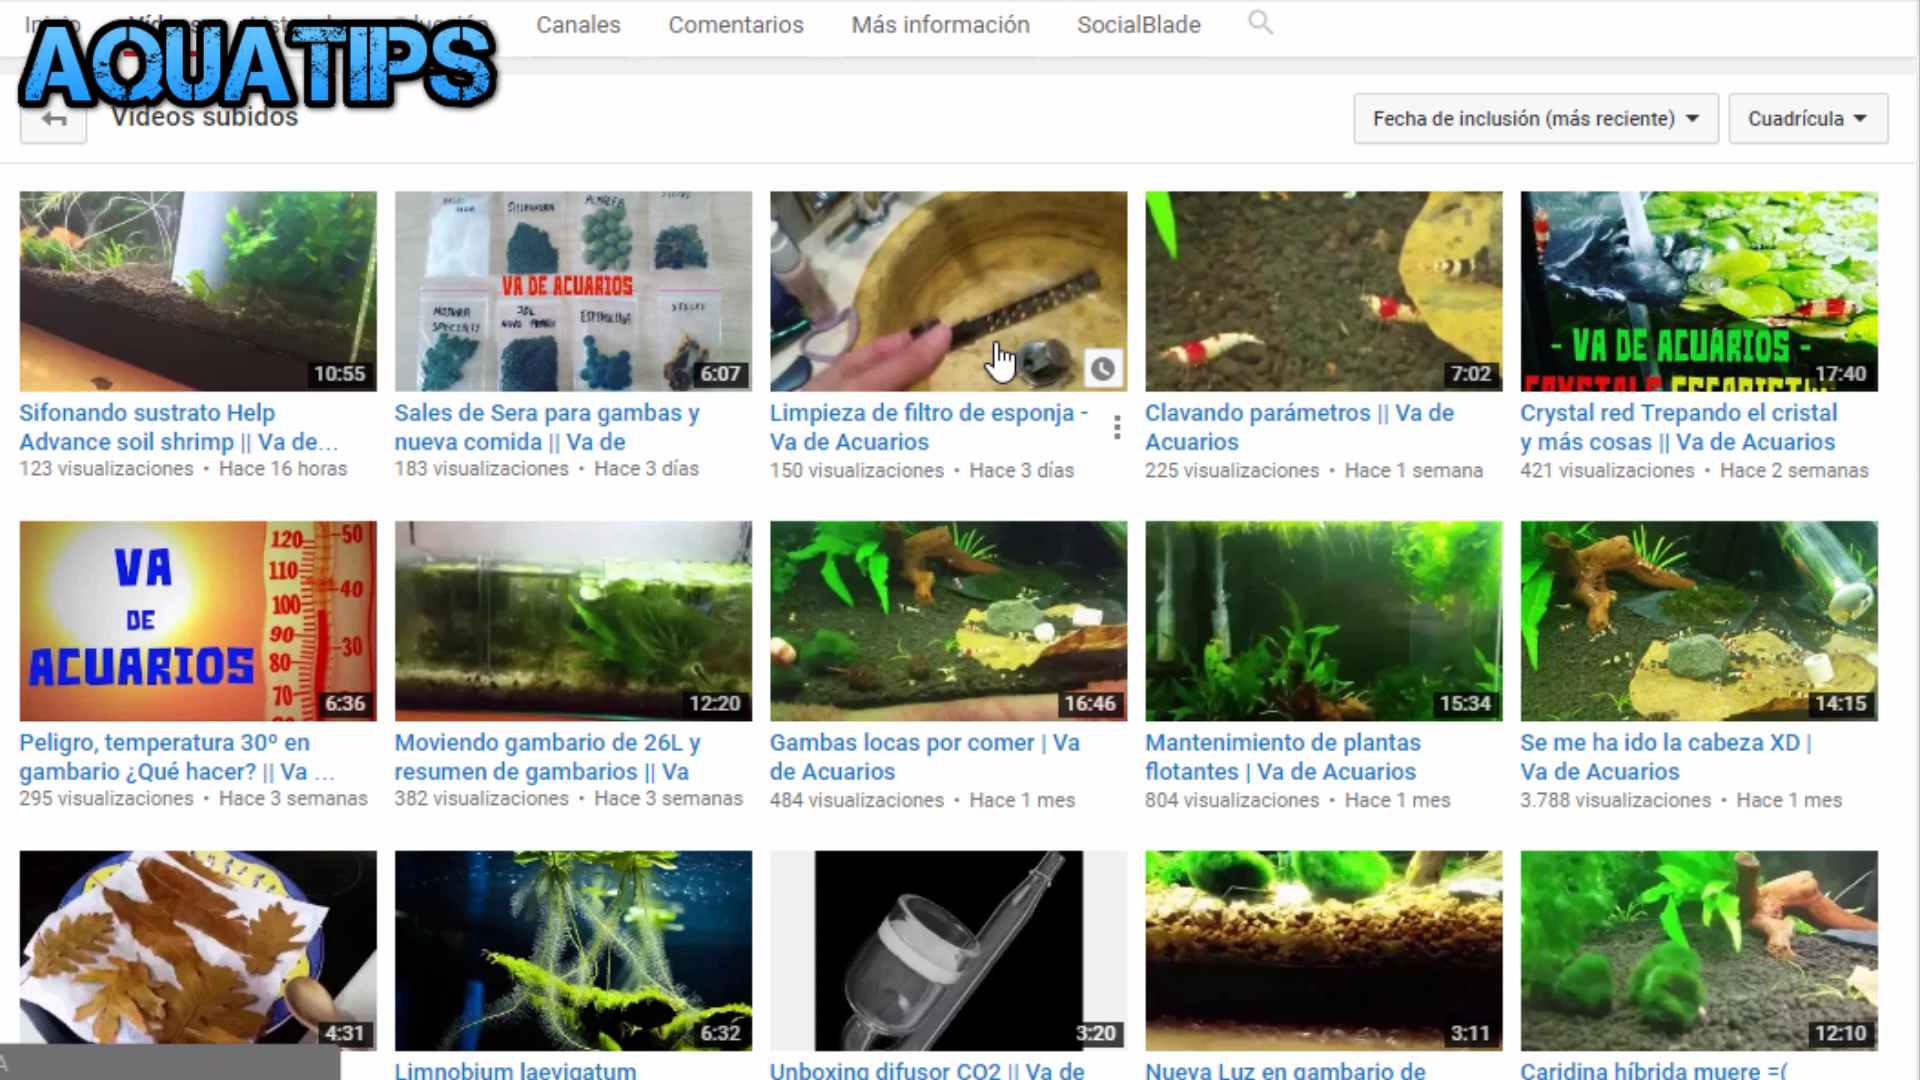 AQUATIPS
Canales
Comentarios
Más información
SocialBlade
Vídeos subidos
Fecha de inclusión (más reciente)
Cuadrícula
10:55
SALES
SERA
SHIRAKURA
ALFALFA
VA DE ACUARIOS
MOSURA
SPECIALTY
JBL
NOVO PRAWN
ESPIRULINA
6:07
7:02
- VA DE ACUARIOS -
17:40
Sifonando sustrato Help
Advance soil shrimp || Va de...
123 visualizaciones • Hace 16 horas
Sales de Sera para gambas y
nueva comida || Va de
183 visualizaciones • Hace 3 días
Limpieza de filtro de esponja -
Va de Acuarios
150 visualizaciones • Hace 3 días
Clavando parámetros || Va de
Acuarios
225 visualizaciones • Hace 1 semana
Crystal red Trepando el cristal
y más cosas || Va de Acuarios
421 visualizaciones • Hace 2 semanas
VA
DE
ACUARIOS
120
110
100
90
80
70
50
40
30
6:36
12:20
16:46
15:34
14:15
Peligro, temperatura 30º en
gambario ¿Qué hacer? || Va ...
295 visualizaciones • Hace 3 semanas
Moviendo gambario de 26L y
resumen de gambarios || Va
382 visualizaciones • Hace 3 semanas
Gambas locas por comer | Va
de Acuarios
484 visualizaciones • Hace 1 mes
Mantenimiento de plantas
flotantes | Va de Acuarios
804 visualizaciones • Hace 1 mes
Se me ha ido la cabeza XD |
Va de Acuarios
3.788 visualizaciones • Hace 1 mes
4:31
6:32
3:20
3:11
12:10
Limnobium laevigatum
Unboxing difusor CO2 || Va de
Nueva Luz en gambario de
Caridina híbrida muere =(